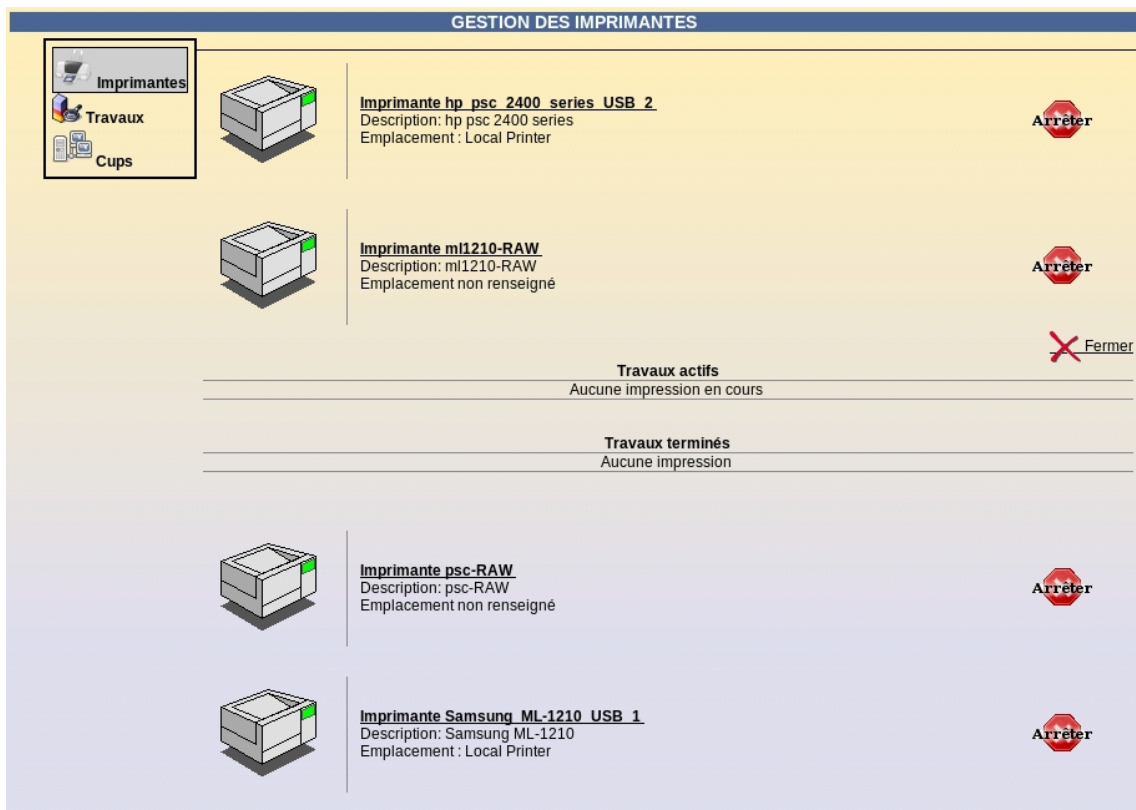 GESTION DES IMPRIMANTES
Imprimantes
Travaux
Cups
Imprimante hp_psc_2400_series_USB_2
Description: hp psc 2400 series
Emplacement : Local Printer
Arrêter
Imprimante ml1210-RAW
Description: ml1210-RAW
Emplacement non renseigné
Arrêter
Fermer
Travaux actifs
Aucune impression en cours
Travaux terminés
Aucune impression
Imprimante psc-RAW
Description: psc-RAW
Emplacement non renseigné
Arrêter
Imprimante Samsung_ML-1210_USB_1
Description: Samsung ML-1210
Emplacement : Local Printer
Arrêter